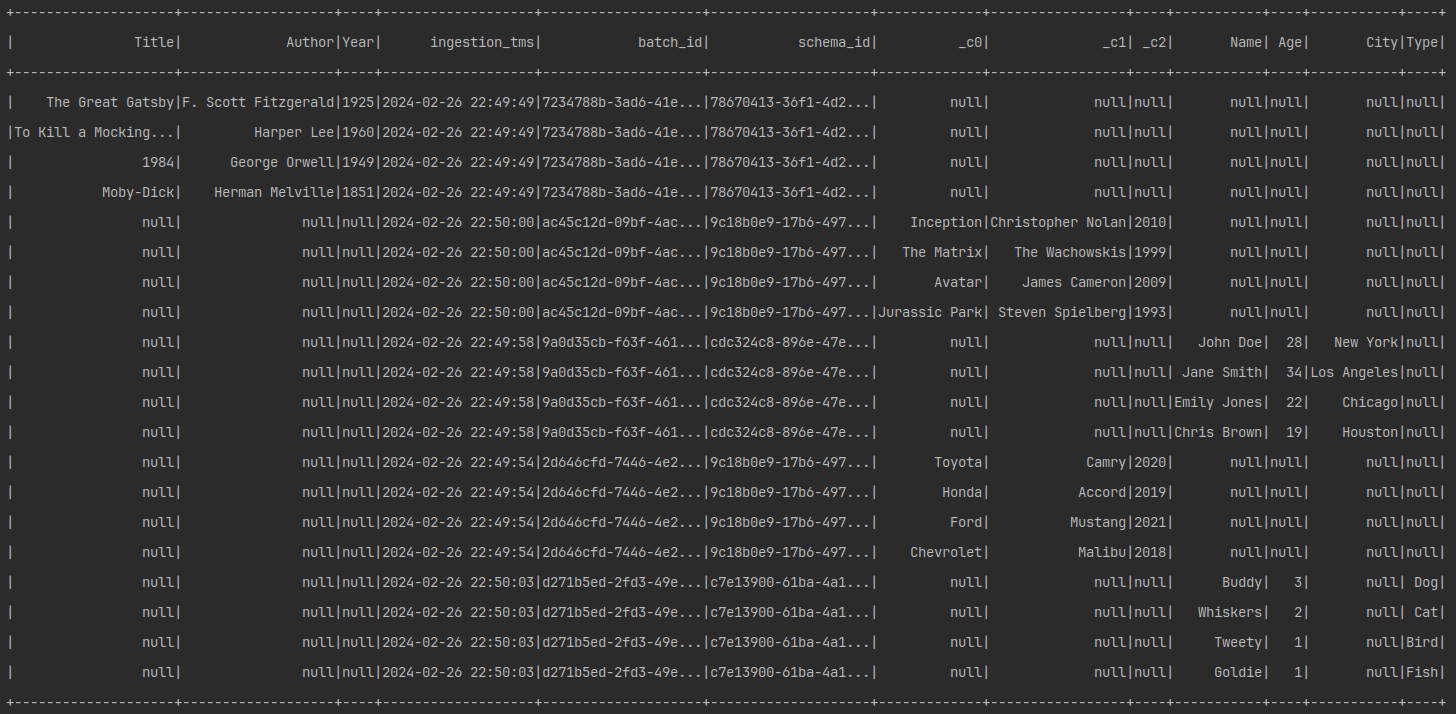 +--------------------+-------------------+----+-------------------+--------------------+--------------------+-------------+-----------------+----+-----------+----+-----------+----+
|               Title|             Author|Year|      ingestion_tms|            batch_id|           schema_id|          _c0|              _c1| _c2|       Name| Age|       City|Type|
+--------------------+-------------------+----+-------------------+--------------------+--------------------+-------------+-----------------+----+-----------+----+-----------+----+
|    The Great Gatsby|F. Scott Fitzgerald|1925|2024-02-26 22:49:49|7234788b-3ad6-41e...|78670413-36f1-4d2...|         null|             null|null|       null|null|       null|null|
|To Kill a Mocking...|         Harper Lee|1960|2024-02-26 22:49:49|7234788b-3ad6-41e...|78670413-36f1-4d2...|         null|             null|null|       null|null|       null|null|
|                1984|      George Orwell|1949|2024-02-26 22:49:49|7234788b-3ad6-41e...|78670413-36f1-4d2...|         null|             null|null|       null|null|       null|null|
|           Moby-Dick|    Herman Melville|1851|2024-02-26 22:49:49|7234788b-3ad6-41e...|78670413-36f1-4d2...|         null|             null|null|       null|null|       null|null|
|                null|               null|null|2024-02-26 22:50:00|ac45c12d-09bf-4ac...|9c18b0e9-17b6-497...|    Inception|Christopher Nolan|2010|       null|null|       null|null|
|                null|               null|null|2024-02-26 22:50:00|ac45c12d-09bf-4ac...|9c18b0e9-17b6-497...|   The Matrix|   The Wachowskis|1999|       null|null|       null|null|
|                null|               null|null|2024-02-26 22:50:00|ac45c12d-09bf-4ac...|9c18b0e9-17b6-497...|       Avatar|    James Cameron|2009|       null|null|       null|null|
|                null|               null|null|2024-02-26 22:50:00|ac45c12d-09bf-4ac...|9c18b0e9-17b6-497...|Jurassic Park| Steven Spielberg|1993|       null|null|       null|null|
|                null|               null|null|2024-02-26 22:49:58|9a0d35cb-f63f-461...|cdc324c8-896e-47e...|         null|             null|null|   John Doe|  28|   New York|null|
|                null|               null|null|2024-02-26 22:49:58|9a0d35cb-f63f-461...|cdc324c8-896e-47e...|         null|             null|null| Jane Smith|  34|Los Angeles|null|
|                null|               null|null|2024-02-26 22:49:58|9a0d35cb-f63f-461...|cdc324c8-896e-47e...|         null|             null|null|Emily Jones|  22|    Chicago|null|
|                null|               null|null|2024-02-26 22:49:58|9a0d35cb-f63f-461...|cdc324c8-896e-47e...|         null|             null|null|Chris Brown|  19|    Houston|null|
|                null|               null|null|2024-02-26 22:49:54|2d646cfd-7446-4e2...|9c18b0e9-17b6-497...|       Toyota|            Camry|2020|       null|null|       null|null|
|                null|               null|null|2024-02-26 22:49:54|2d646cfd-7446-4e2...|9c18b0e9-17b6-497...|        Honda|           Accord|2019|       null|null|       null|null|
|                null|               null|null|2024-02-26 22:49:54|2d646cfd-7446-4e2...|9c18b0e9-17b6-497...|         Ford|          Mustang|2021|       null|null|       null|null|
|                null|               null|null|2024-02-26 22:49:54|2d646cfd-7446-4e2...|9c18b0e9-17b6-497...|    Chevrolet|           Malibu|2018|       null|null|       null|null|
|                null|               null|null|2024-02-26 22:50:03|d271b5ed-2fd3-49e...|c7e13900-61ba-4a1...|         null|             null|null|      Buddy|   3|       null| Dog|
|                null|               null|null|2024-02-26 22:50:03|d271b5ed-2fd3-49e...|c7e13900-61ba-4a1...|         null|             null|null|   Whiskers|   2|       null| Cat|
|                null|               null|null|2024-02-26 22:50:03|d271b5ed-2fd3-49e...|c7e13900-61ba-4a1...|         null|             null|null|     Tweety|   1|       null|Bird|
|                null|               null|null|2024-02-26 22:50:03|d271b5ed-2fd3-49e...|c7e13900-61ba-4a1...|         null|             null|null|     Goldie|   1|       null|Fish|
+--------------------+-------------------+----+-------------------+--------------------+--------------------+-------------+-----------------+----+-----------+----+-----------+----+